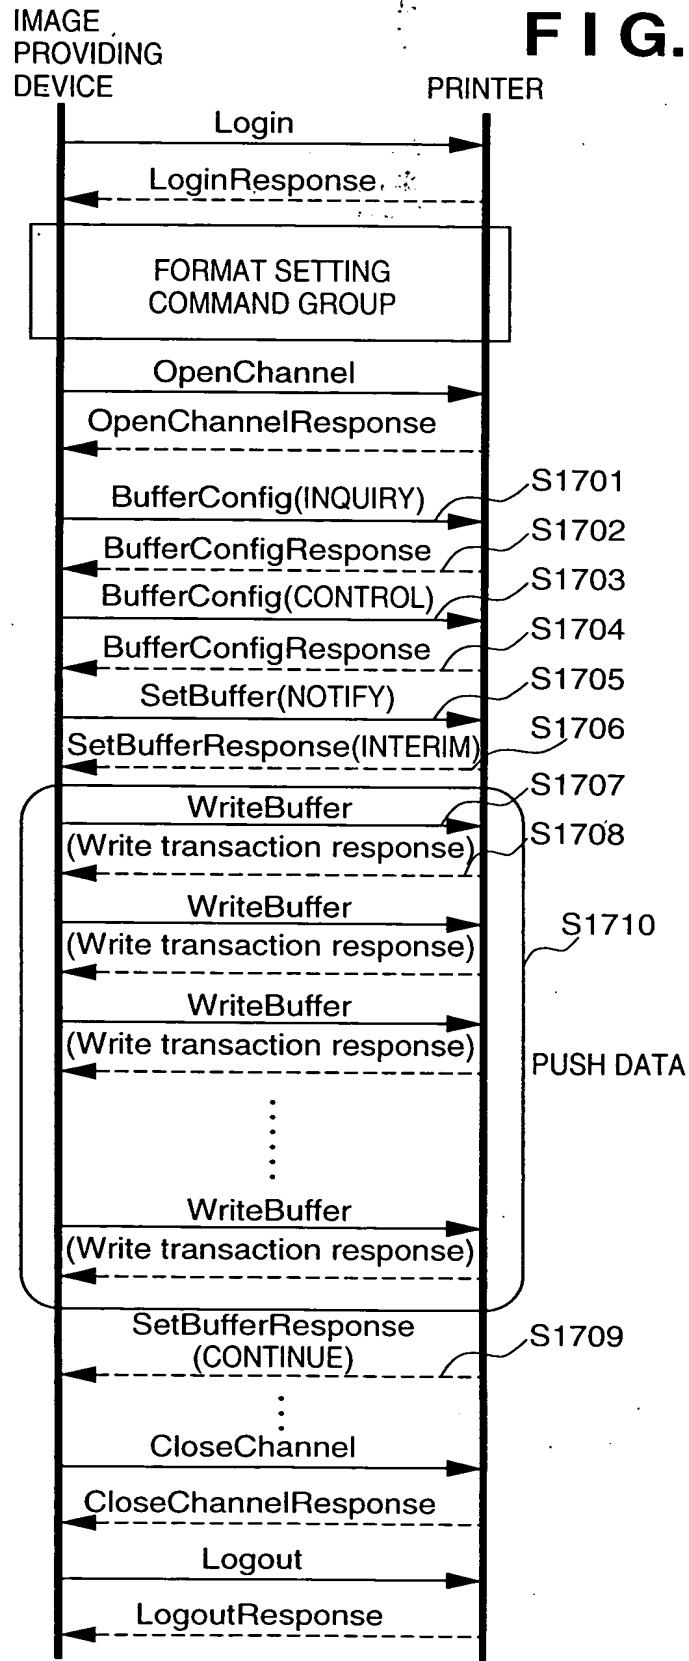 IMAGE
PROVIDING
DEVICE
FIG.
PRINTER
Login
LoginResponse
FORMAT SETTING
COMMAND GROUP
OpenChannel
OpenChannelResponse
BufferConfig(INQUIRY)
S1701
BufferConfigResponse
S1702
BufferConfig(CONTROL)
S1703
BufferConfigResponse
S1704
SetBuffer(NOTIFY)
S1705
SetBufferResponse(INTERIM)
S1706
WriteBuffer
S1707
(Write transaction response)
S1708
WriteBuffer
(Write transaction response)
S1710
WriteBuffer
(Write transaction response)
PUSH DATA
WriteBuffer
(Write transaction response)
SetBufferResponse
(CONTINUE)
S1709
CloseChannel
CloseChannelResponse
Logout
LogoutResponse